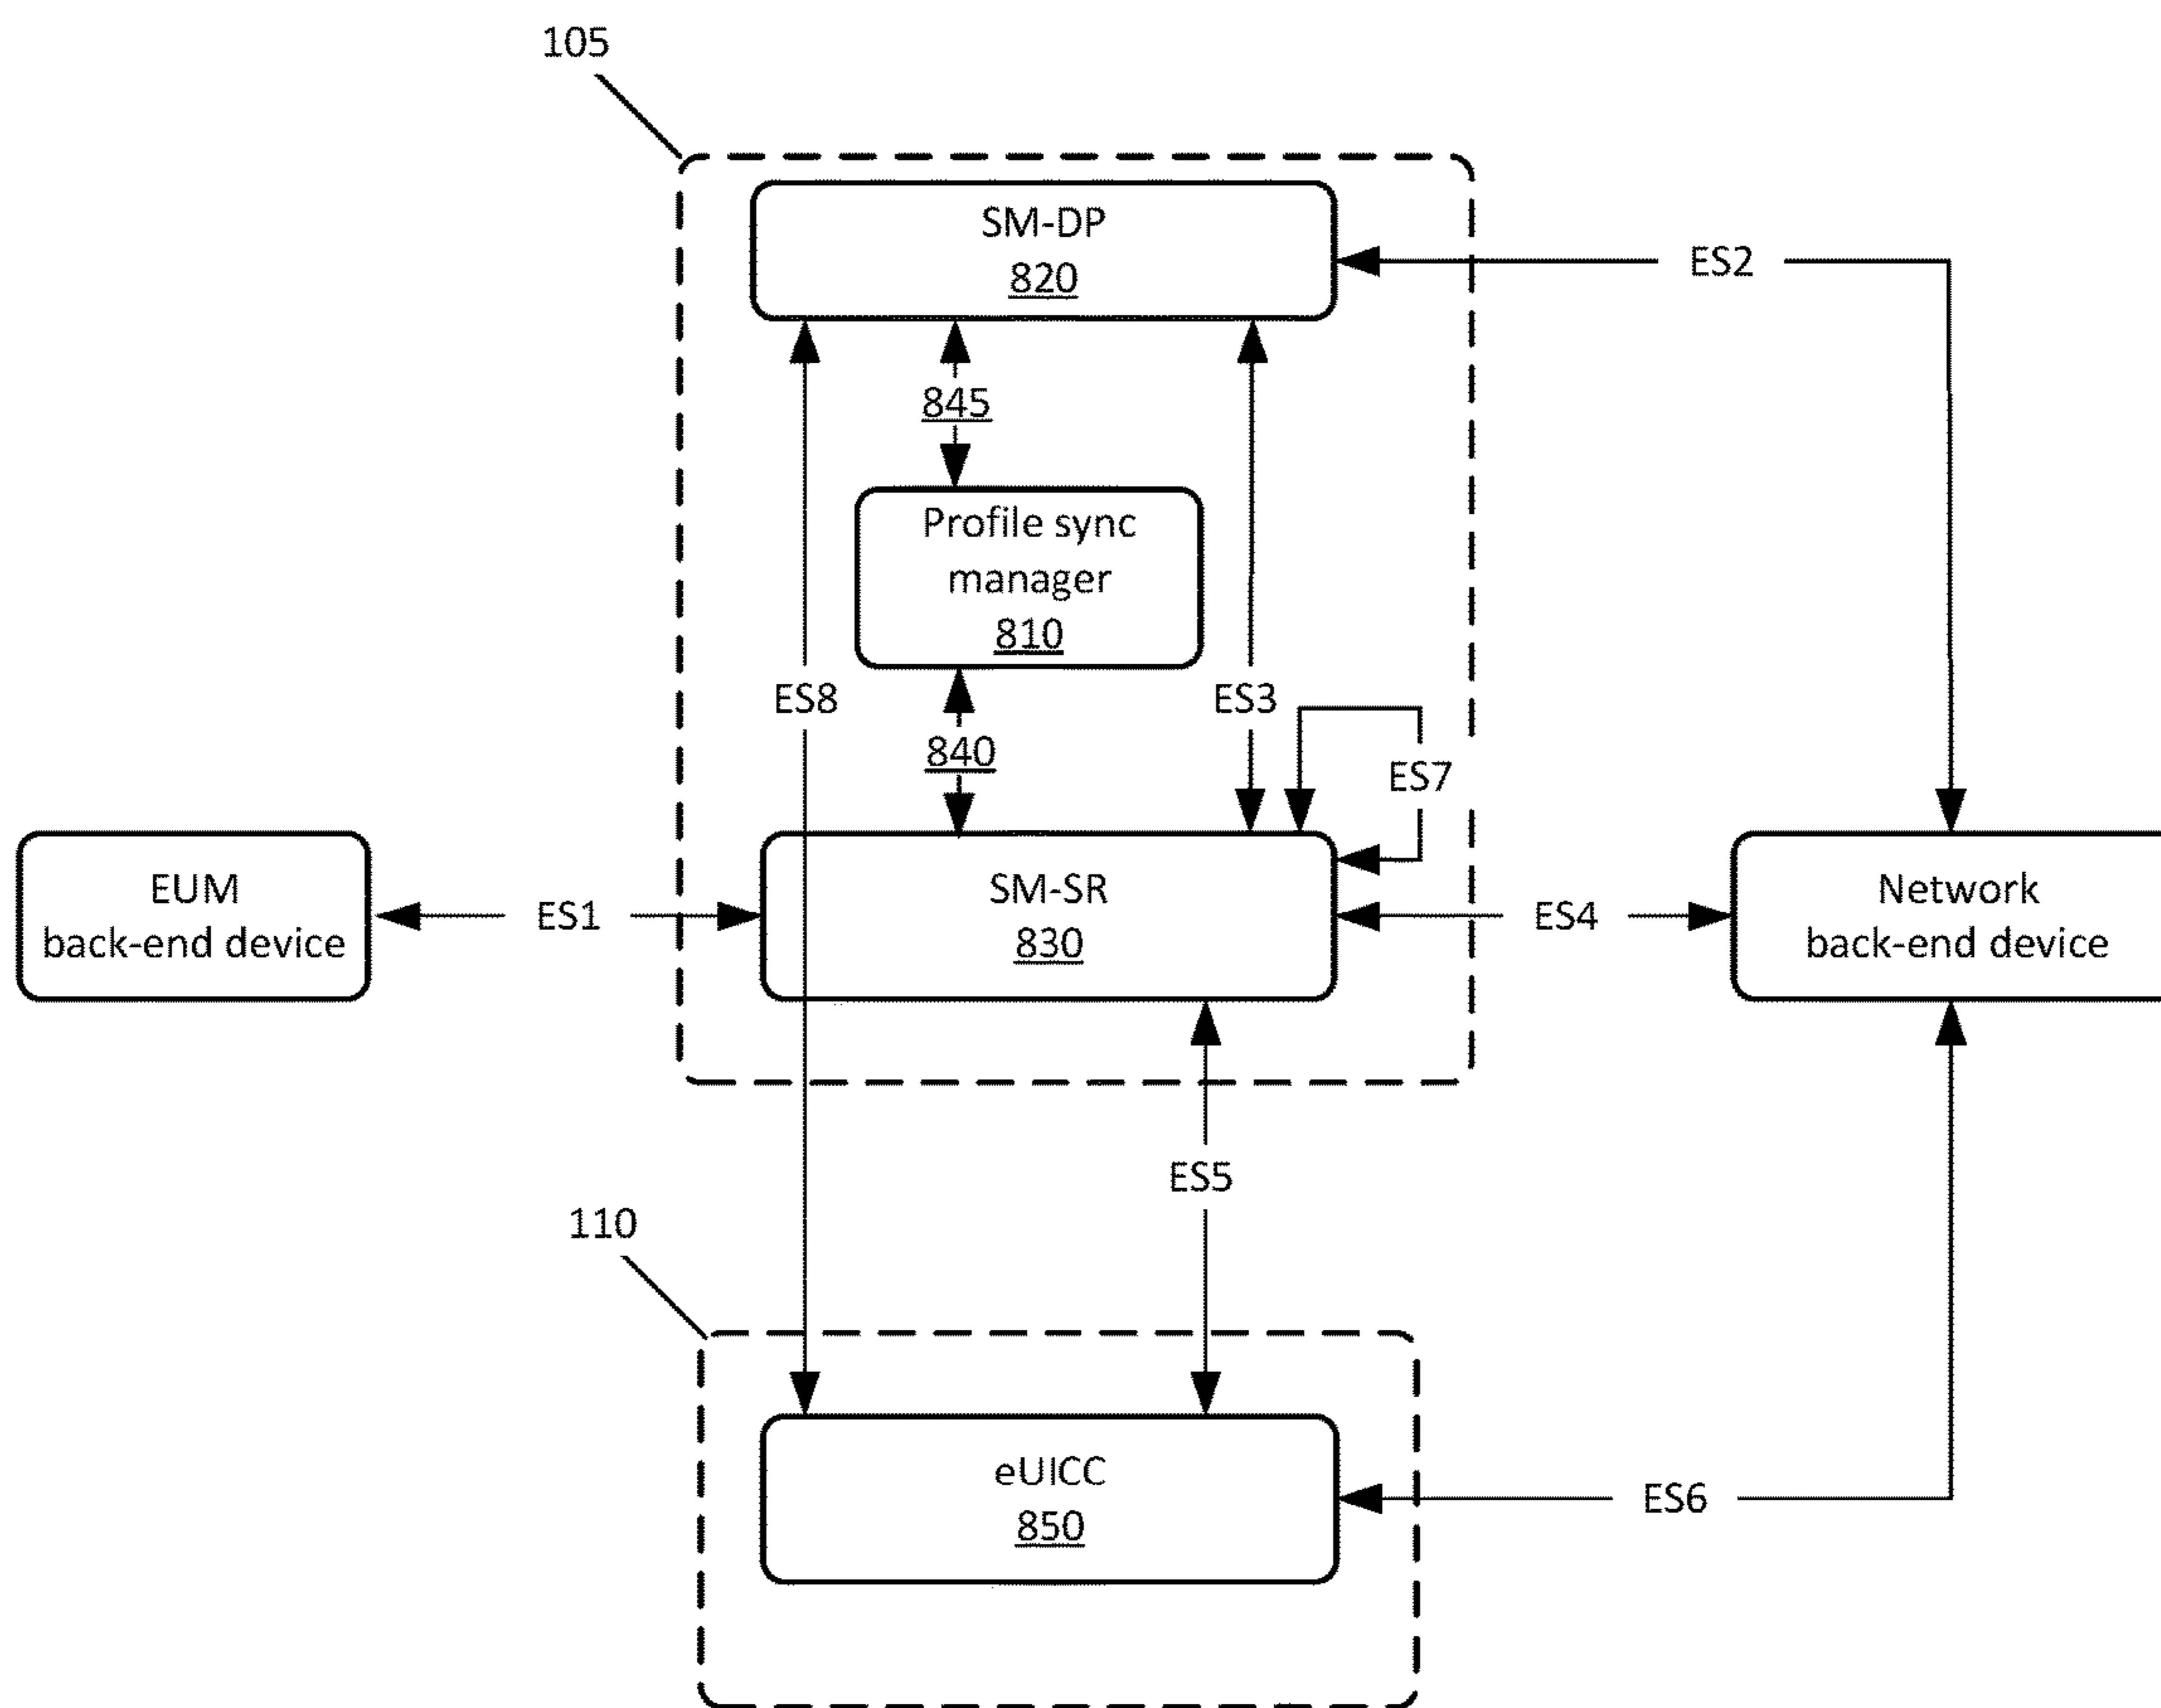 105
SM-DP
820
ES2
845
Profile sync
manager
810
ES8
ES3
840
ES7
EUM
back-end device
ES1
SM-SR
830
ES4
Network
back-end device
ES5
110
eUICC
850
ES6